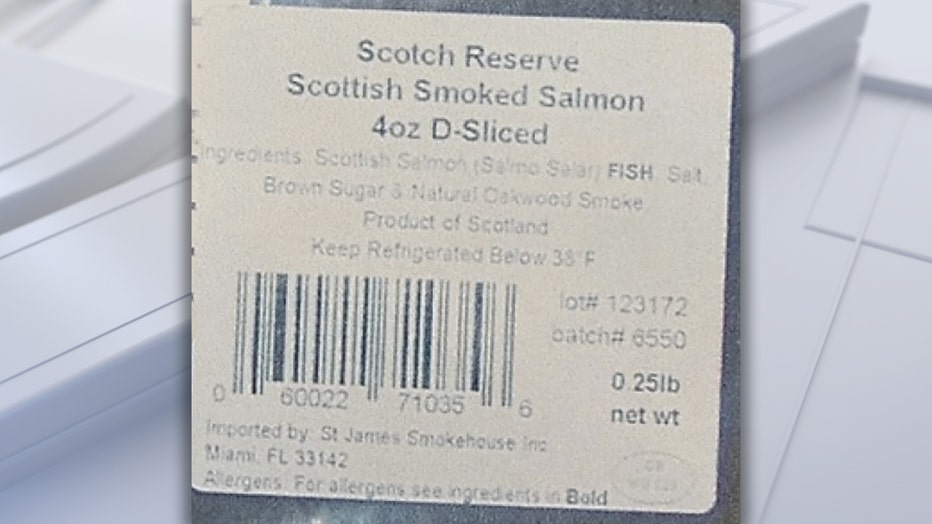 Scotch Reserve
Scottish Smoked Salmon
4oz D-Sliced
Ingredients: Scottish Salmon (Salmo Salar) FISH, Salt,
Brown Sugar & Natural Oakwood Smoke
Product of Scotland
Keep Refrigerated Below 38°F
lot# 123172
batch# 6550
0.25lb
net wt
0 60022 71035 6
Imported by: St James Smokehouse Inc
Miami, FL 33142
Allergens: For allergens see ingredients in Bold